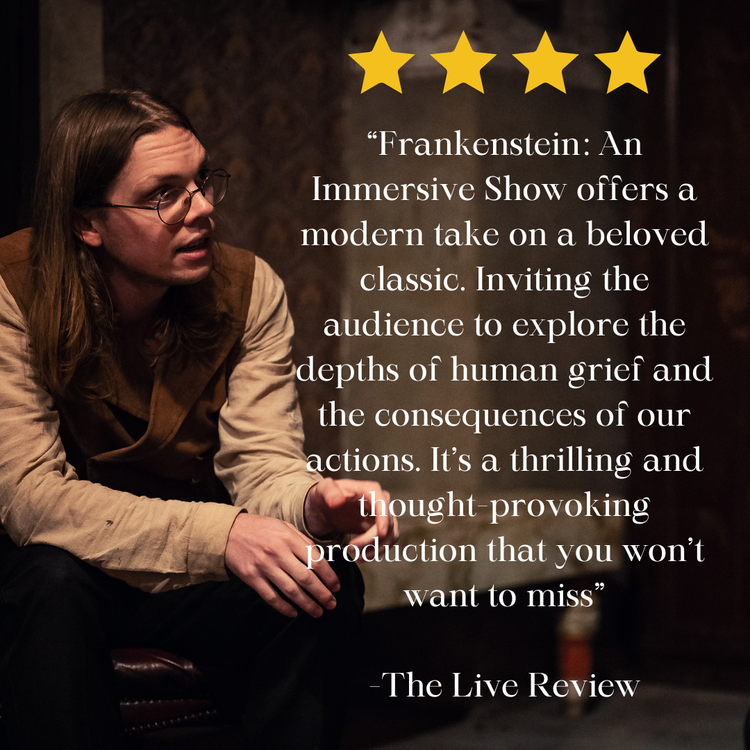 “Frankenstein: An
Immersive Show offers a
modern take on a beloved
classic. Inviting the
audience to explore the
depths of human grief and
the consequences of our
actions. It’s a thrilling and
thought-provoking
production that you won’t
want to miss”
-The Live Review